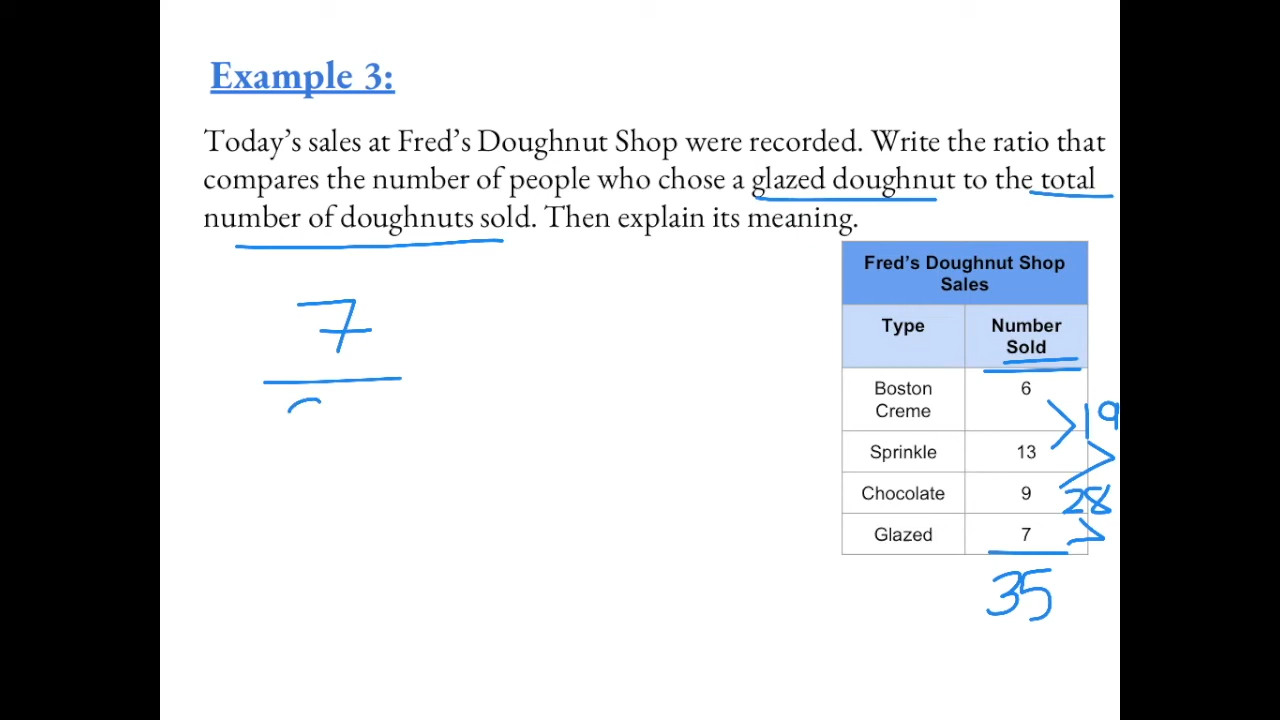 Example 3:
Today's sales at Fred's Doughnut Shop were recorded. Write the ratio that
compares the number of people who chose a glazed doughnut to the total
number of doughnuts sold. Then explain its meaning.
7
Fred's Doughnut Shop
Sales
Type Number
Sold
Boston 6
Creme
19
Sprinkle 13
Chocolate 9 28
Glazed 7
35